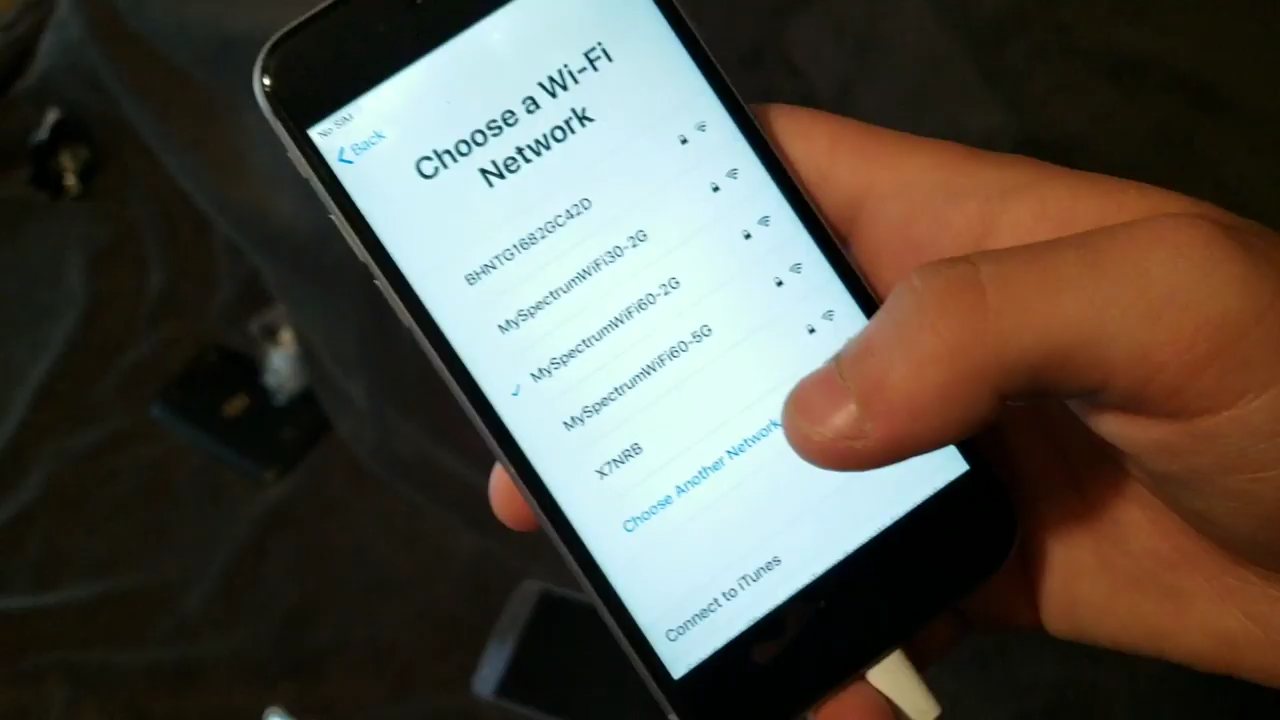 No SIM
Back
Choose a Wi-Fi
Network
BHNTG1682GC42D
MySpectrumWiFi30-2G
MySpectrumWiFi60-2G
MySpectrumWiFi60-5G
X7NRB
Choose Another Network
Connect to iTunes